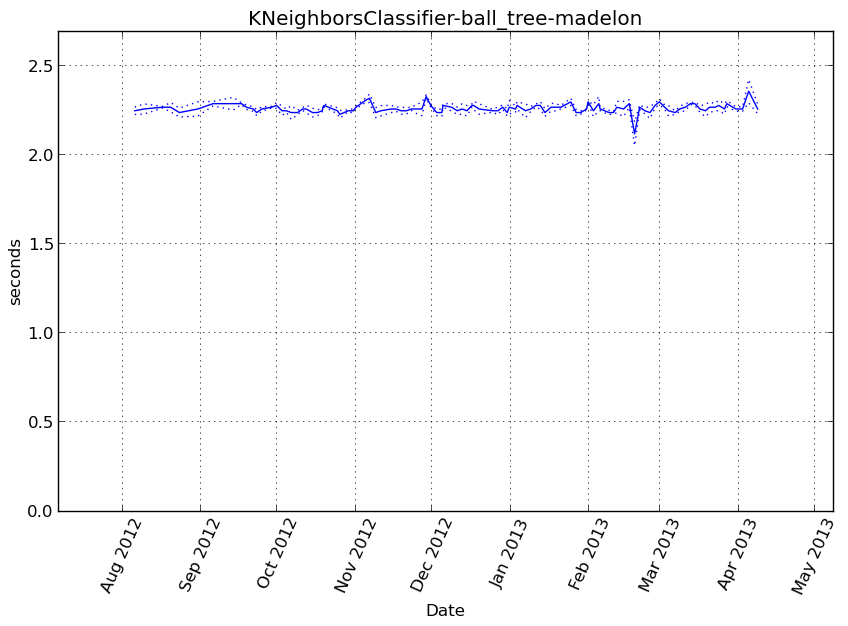 KNeighborsClassifier-ball_tree-madelon
2.5
2.0
1.5
1.0
0.5
0.0
seconds
Aug 2012
Sep 2012
Oct 2012
Nov 2012
Dec 2012
Jan 2013
Feb 2013
Mar 2013
Apr 2013
May 2013
Date